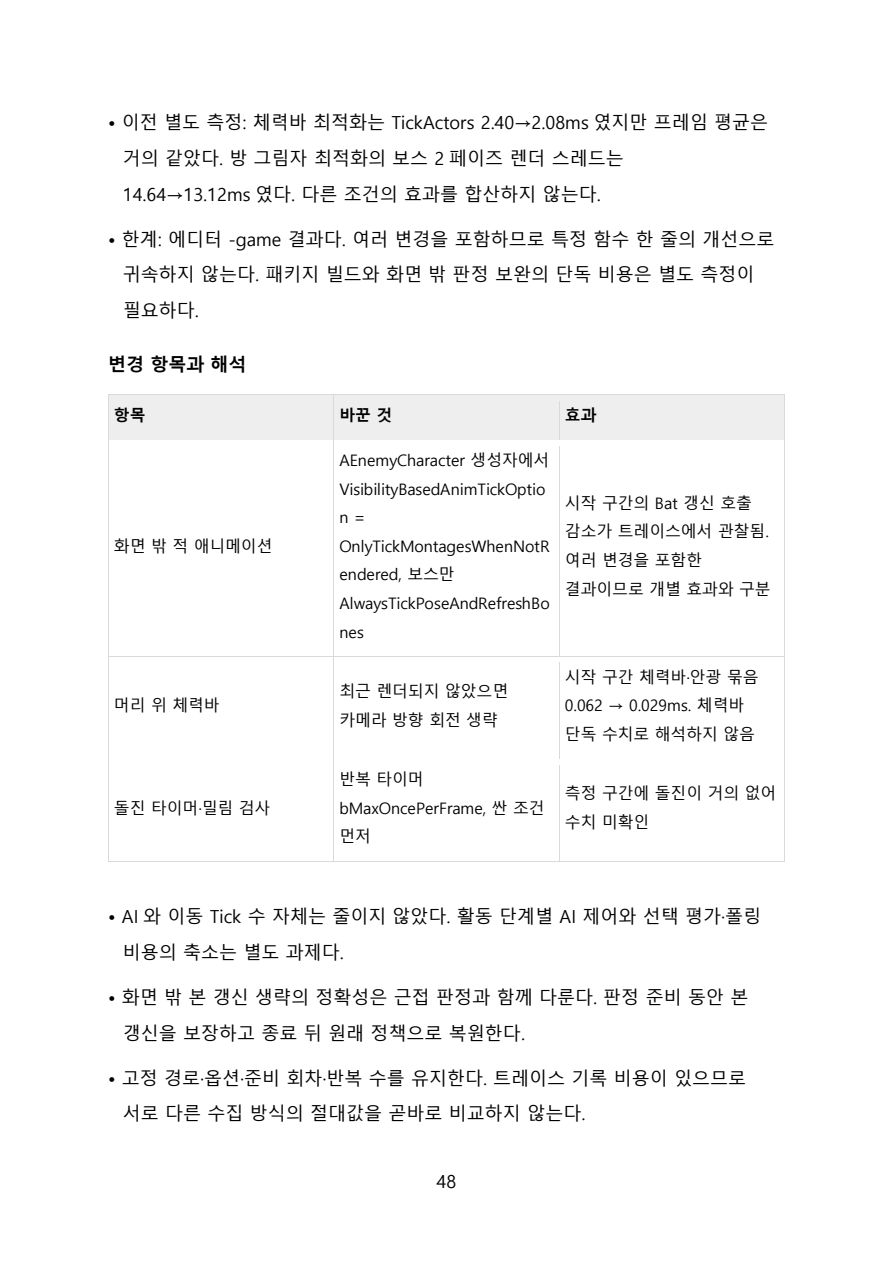 • 이전 별도 측정: 체력바 최적화는 TickActors 2.40→2.08ms 였지만 프레임 평균은
거의 같았다. 방 그림자 최적화의 보스 2 페이즈 렌더 스레드는
14.64→13.12ms 였다. 다른 조건의 효과를 합산하지 않는다.
• 한계: 에디터 -game 결과다. 여러 변경을 포함하므로 특정 함수 한 줄의 개선으로
귀속하지 않는다. 패키지 빌드와 화면 밖 판정 보완의 단독 비용은 별도 측정이
필요하다.
변경 항목과 해석
항목
바꾼 것
효과
화면 밖 적 애니메이션
AEnemyCharacter 생성자에서
VisibilityBasedAnimTickOptio
n =
OnlyTickMontagesWhenNotR
endered, 보스만
AlwaysTickPoseAndRefreshBo
nes
시작 구간의 Bat 갱신 호출
감소가 트레이스에서 관찰됨.
여러 변경을 포함한
결과이므로 개별 효과와 구분
머리 위 체력바
최근 렌더되지 않았으면
카메라 방향 회전 생략
시작 구간 체력바·안광 묶음
0.062 → 0.029ms. 체력바
단독 수치로 해석하지 않음
돌진 타이머·밀림 검사
반복 타이머
bMaxOncePerFrame, 싼 조건
먼저
측정 구간에 돌진이 거의 없어
수치 미확인
• AI 와 이동 Tick 수 자체는 줄이지 않았다. 활동 단계별 AI 제어와 선택 평가·폴링
비용의 축소는 별도 과제다.
• 화면 밖 본 갱신 생략의 정확성은 근접 판정과 함께 다룬다. 판정 준비 동안 본
갱신을 보장하고 종료 뒤 원래 정책으로 복원한다.
• 고정 경로·옵션·준비 회차·반복 수를 유지한다. 트레이스 기록 비용이 있으므로
서로 다른 수집 방식의 절대값을 곧바로 비교하지 않는다.
48